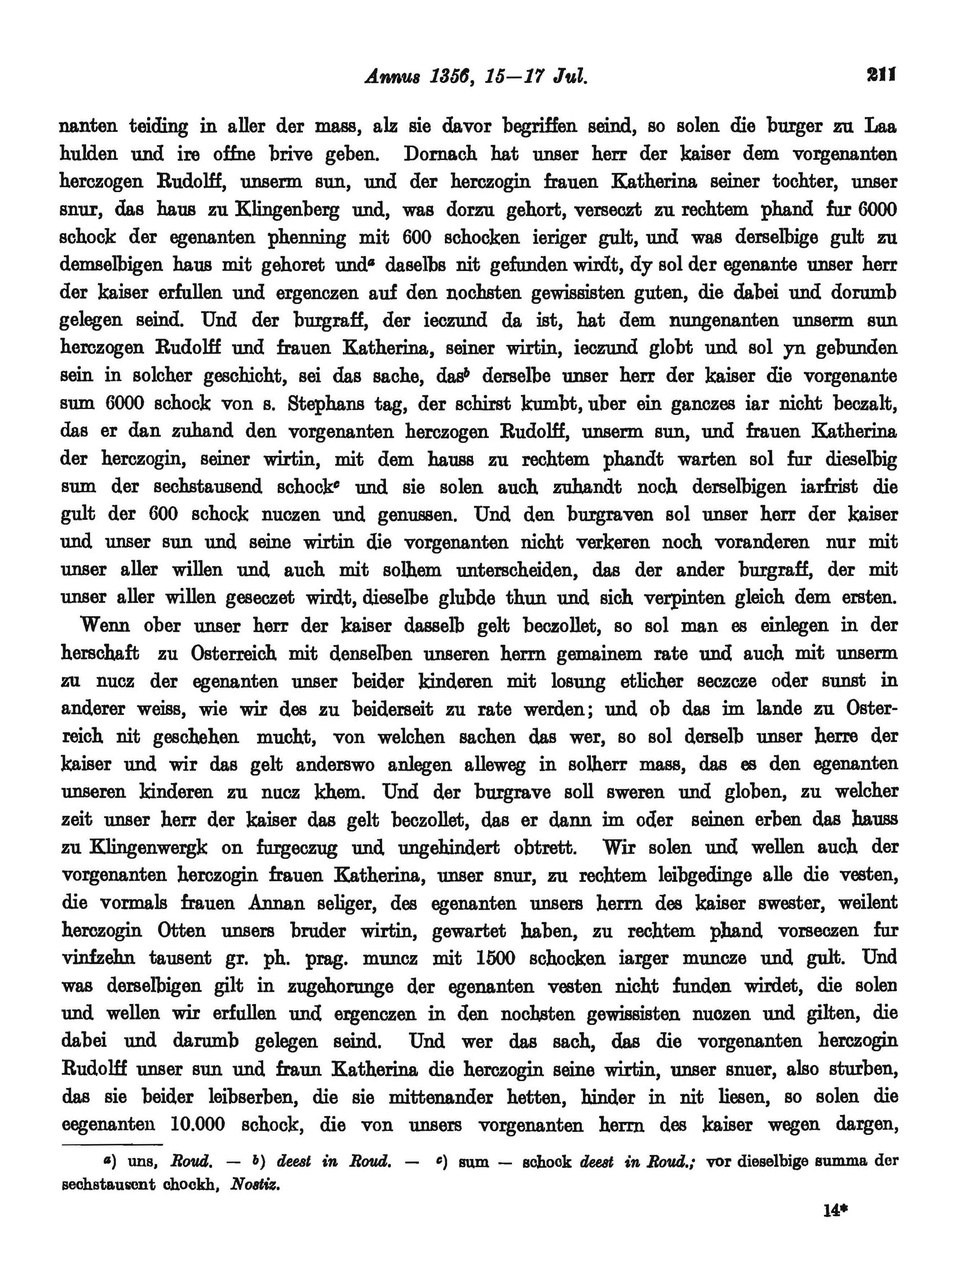 Annus 1356, 15—17 Jul. 211
nanten teiding in aller der mass, alz sie davor begriffen seind, so solen die burger zu Laa
hulden und ire offne brive geben. Dornach hat unser herr der kaiser dem vorgenanten
herczogen Rudolff, unserm sun, und der herczogin frauen Katherina seiner tochter, unser
snur, das haus zu Klingenberg und, was dorzu gehort, verseczt zu rechtem phand fur 6000
schock der egenanten phenning mit 600 schocken ieriger gult, und was derselbige gult zu
demselbigen haus mit gehoret undᵃ daselbs nit gefunden wirdt, dy sol der egenante unser herr
der kaiser erfullen und ergenczen auf den nochsten gewissisten guten, die dabei und dorumb
gelegen seind. Und der burgraff, der ieczund da ist, hat dem nungenanten unserm sun
herczogen Rudolff und frauen Katherina, seiner wirtin, ieczund globt und sol yn gebunden
sein in solcher geschicht, sei das sache, dasᵇ derselbe unser herr der kaiser die vorgenante
sum 6000 schock von s. Stephans tag, der schirst kumbt, uber ein ganczes iar nicht beczalt,
das er dan zuhand den vorgenanten herczogen Rudolff, unserm sun, und frauen Katherina
der herczogin, seiner wirtin, mit dem hauss zu rechtem phandt warten sol fur dieselbig
sum der sechstausend schockᶜ und sie solen auch zuhandt noch derselbigen iarfrist die
gult der 600 schock nuczen und genussen. Und den burgraven sol unser herr der kaiser
und unser sun und seine wirtin die vorgenanten nicht verkeren noch voranderen nur mit
unser aller willen und auch mit solhem unterscheiden, das der ander burgraff, der mit
unser aller willen geseczet wirdt, dieselbe glubde thun und sich verpinten gleich dem ersten.
Wenn ober unser herr der kaiser dasselb gelt beczollet, so sol man es einlegen in der
herschaft zu Osterreich mit denselben unseren herrn gemainem rate und auch mit unserm
zu nucz der egenanten unser beider kinderen mit losung etlicher seczcze oder sunst in
anderer weiss, wie wir des zu beiderseit zu rate werden; und ob das im lande zu Oster-
reich nit geschehen mucht, von welchen sachen das wer, so sol derselb unser herre der
kaiser und wir das gelt anderswo anlegen alleweg in solherr mass, das es den egenanten
unseren kinderen zu nucz khem. Und der burgrave soll sweren und globen, zu welcher
zeit unser herr der kaiser das gelt beczollet, das er dann im oder seinen erben das hauss
zu Klingenwergk on furgeczug und ungehindert obtrett. Wir solen und wellen auch der
vorgenanten herczogin frauen Katherina, unser snur, zu rechtem leibgedinge alle die vesten,
die vormals frauen Annan seliger, des egenanten unsers herrn des kaiser swester, weilent
herczogin Otten unsers bruder wirtin, gewartet haben, zu rechtem phand vorseczen fur
vinfzehn tausent gr. ph. prag. muncz mit 1500 schocken iarger muncze und gult. Und
was derselbigen gilt in zugehorunge der egenanten vesten nicht funden wirdet, die solen
und wellen wir erfullen und ergenczen in den nochsten gewissisten nuczen und gilten, die
dabei und darumb gelegen seind. Und wer das sach, das die vorgenanten herczogin
Rudolff unser sun und fraun Katherina die herczogin seine wirtin, unser snuer, also sturben,
das sie beider leibserben, die sie mittenander hetten, hinder in nit liesen, so solen die
eegenanten 10.000 schock, die von unsers vorgenanten herrn des kaiser wegen dargen,
ᵃ) uns, Roud. — ᵇ) deest in Roud. — ᶜ) sum — schock deest in Roud.; vor dieselbige summa der
sechstausent chockh, Nostiz.
14*